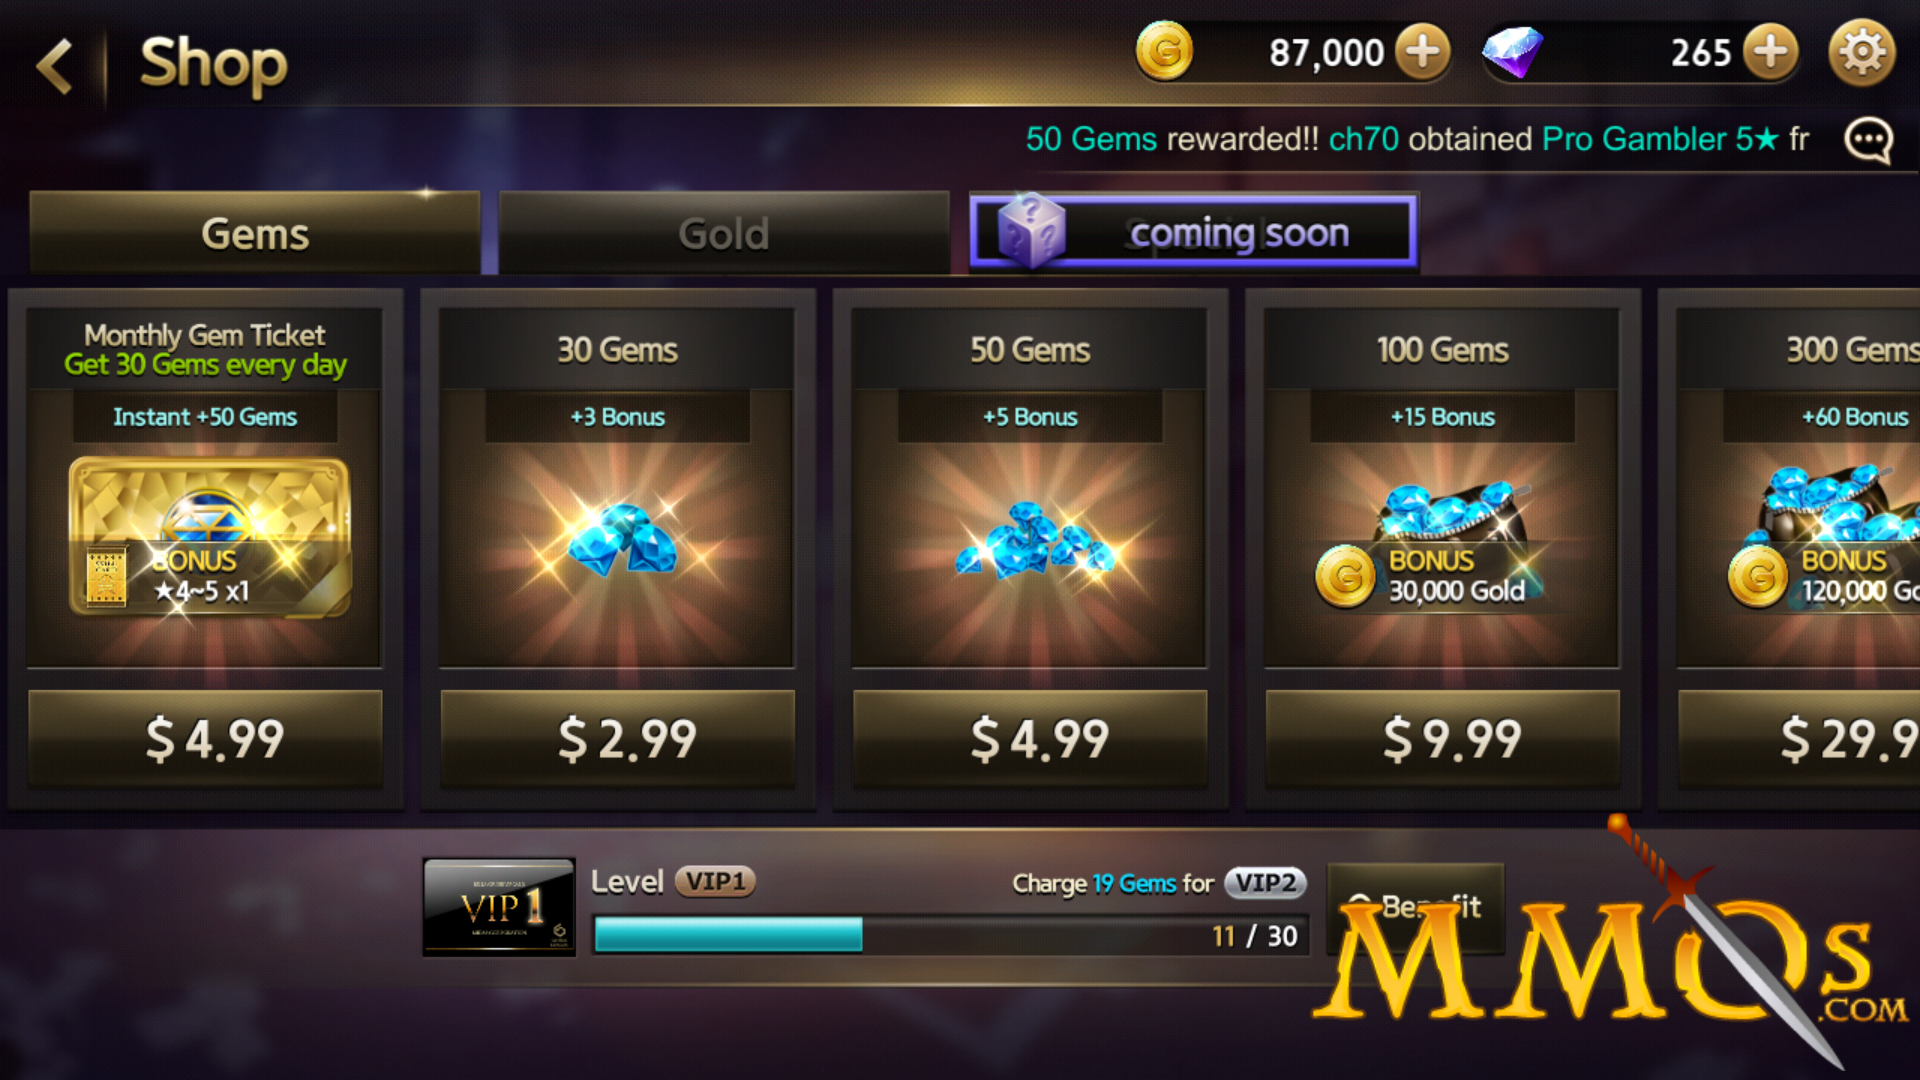 Shop
87,000
265
50 Gems rewarded!! ch70 obtained Pro Gambler 5★ fr
Gems
Gold
coming soon
Monthly Gem Ticket
Get 30 Gems every day
Instant +50 Gems
BONUS
★4~5 x1
$ 4.99
30 Gems
+3 Bonus
$ 2.99
50 Gems
+5 Bonus
$ 4.99
100 Gems
+15 Bonus
BONUS
30,000 Gold
$ 9.99
300 Gems
+60 Bonus
BONUS
120,000 Go
$ 29.9
VIP 1
Level VIP1
Charge 19 Gems for VIP2
11 / 30
Benefit
MMOs.COM